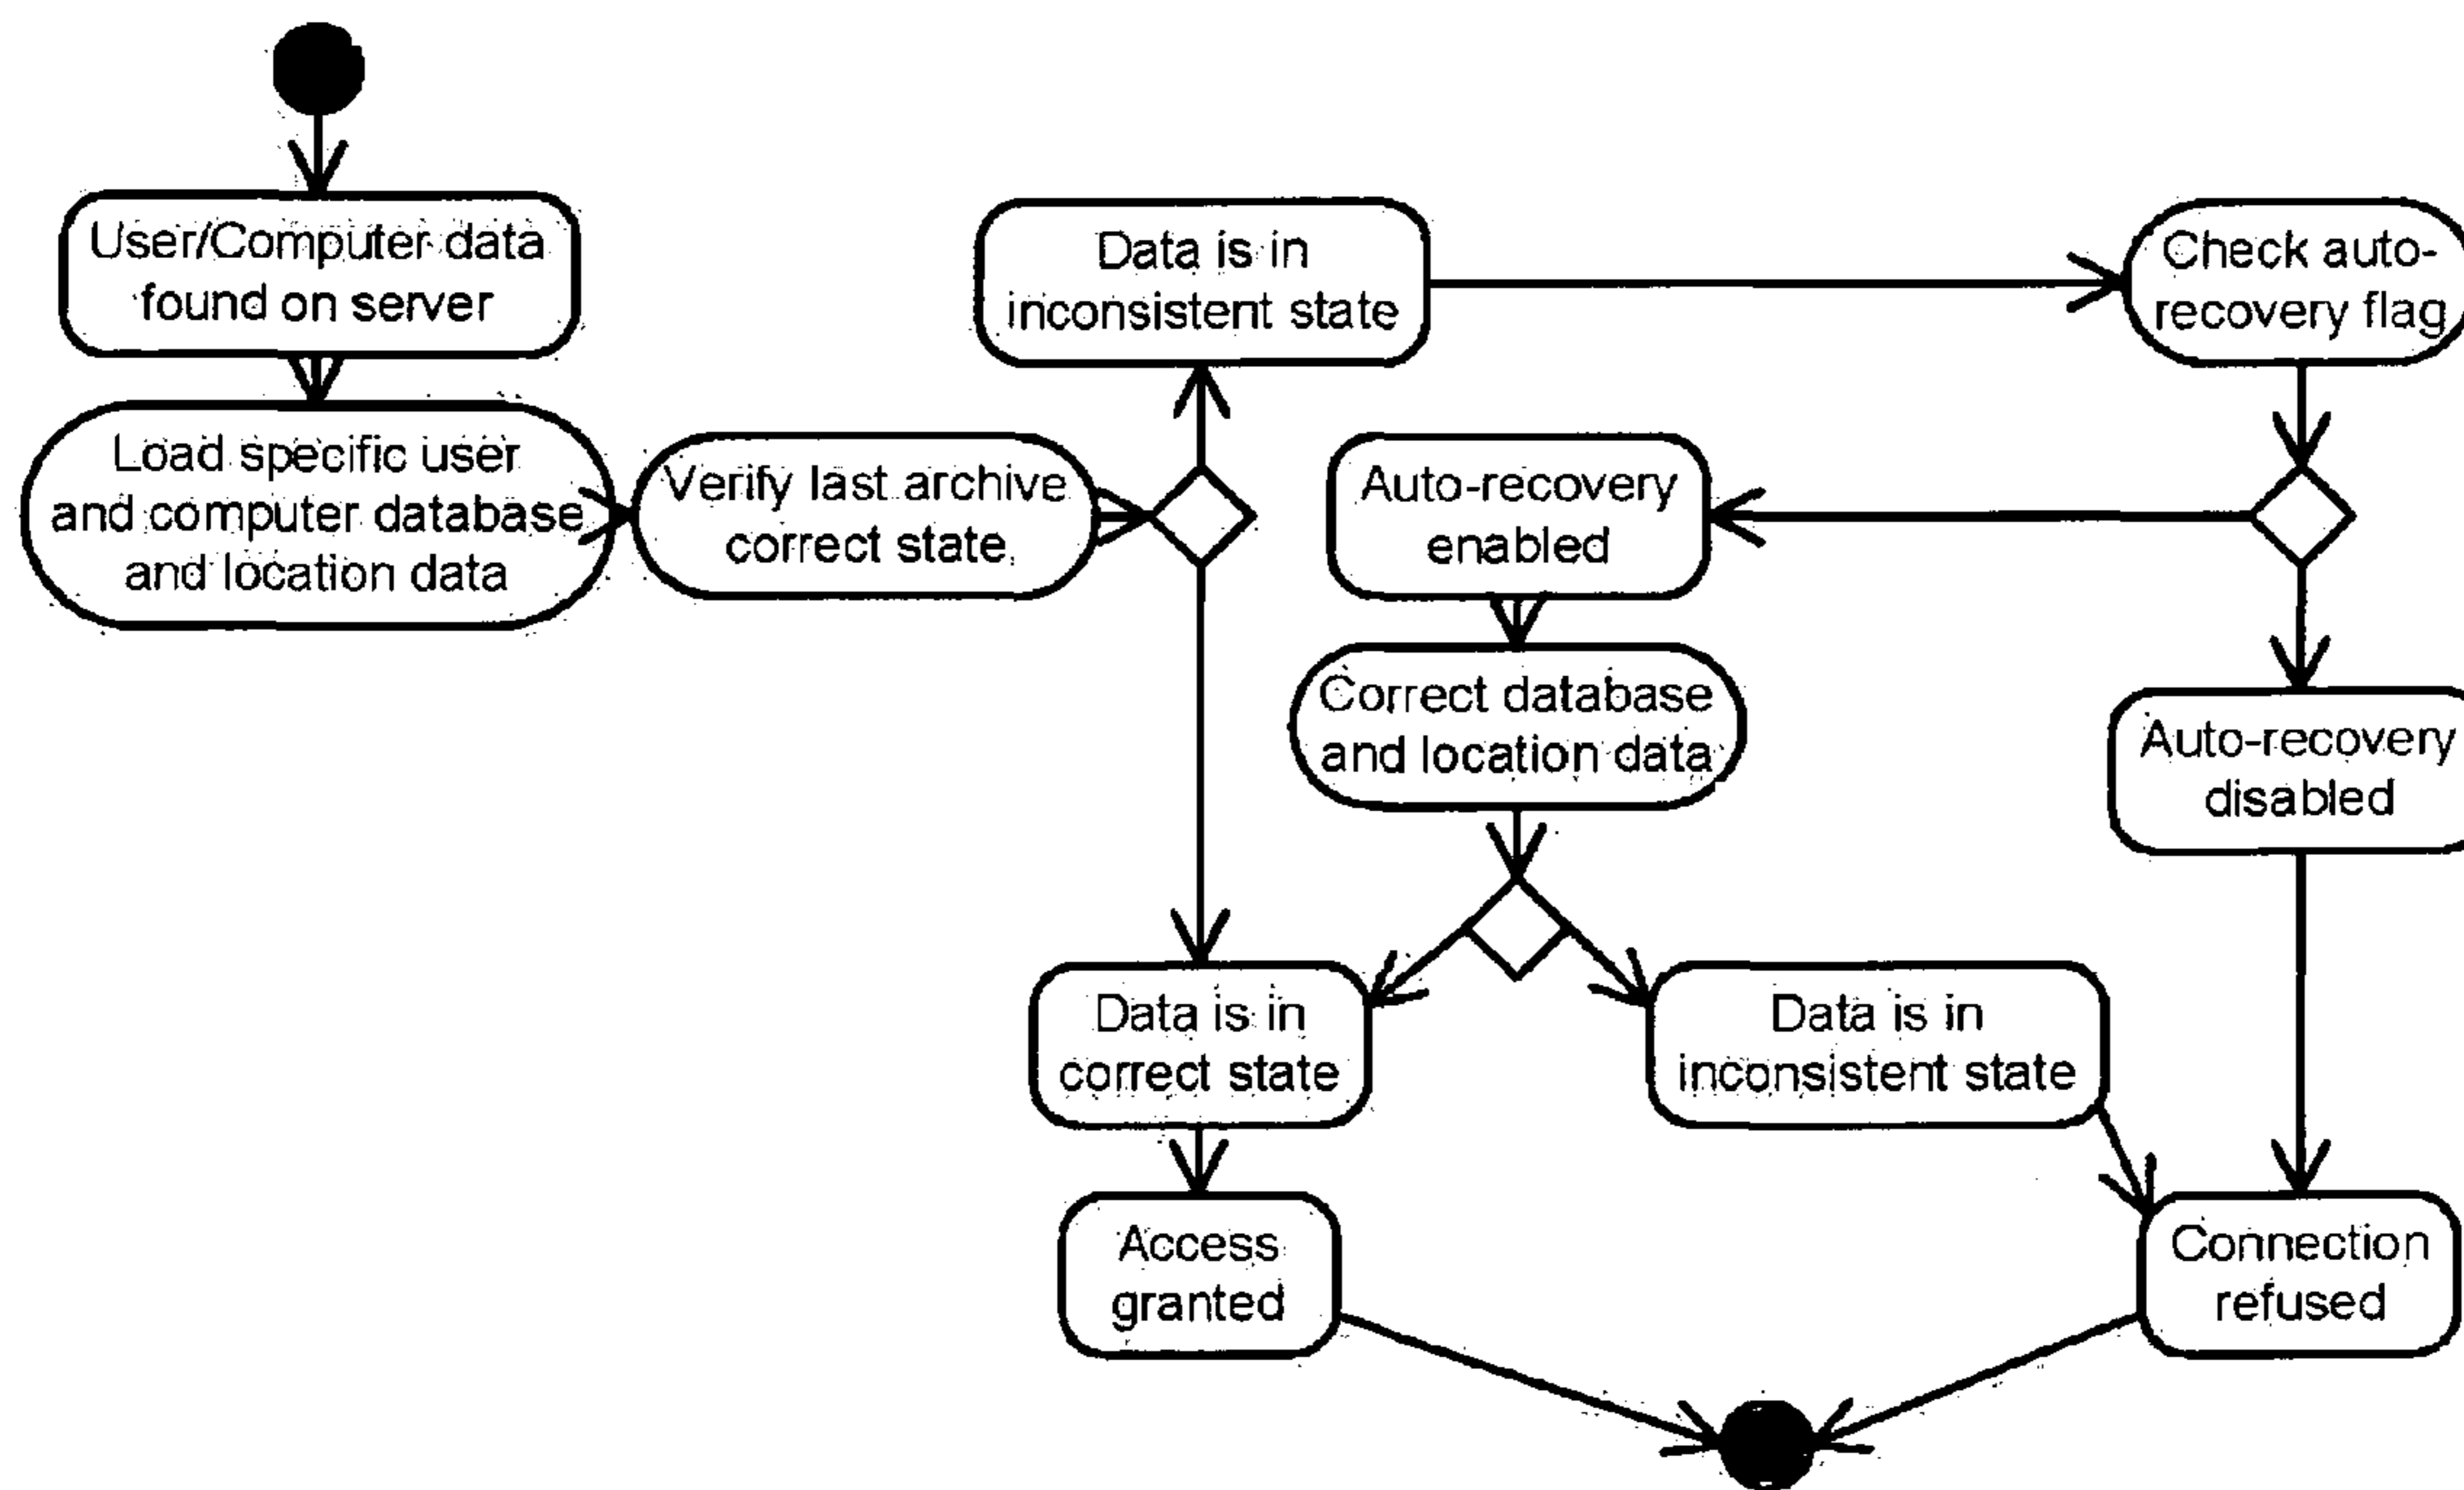 User/Computer data
found on server
Load specific user
and computer database
and location data
Verify last archive
correct state
Data is in
inconsistent state
Check auto-
recovery flag
Auto-recovery
enabled
Correct database
and location data
Auto-recovery
disabled
Data is in
correct state
Data is in
inconsistent state
Access
granted
Connection
refused